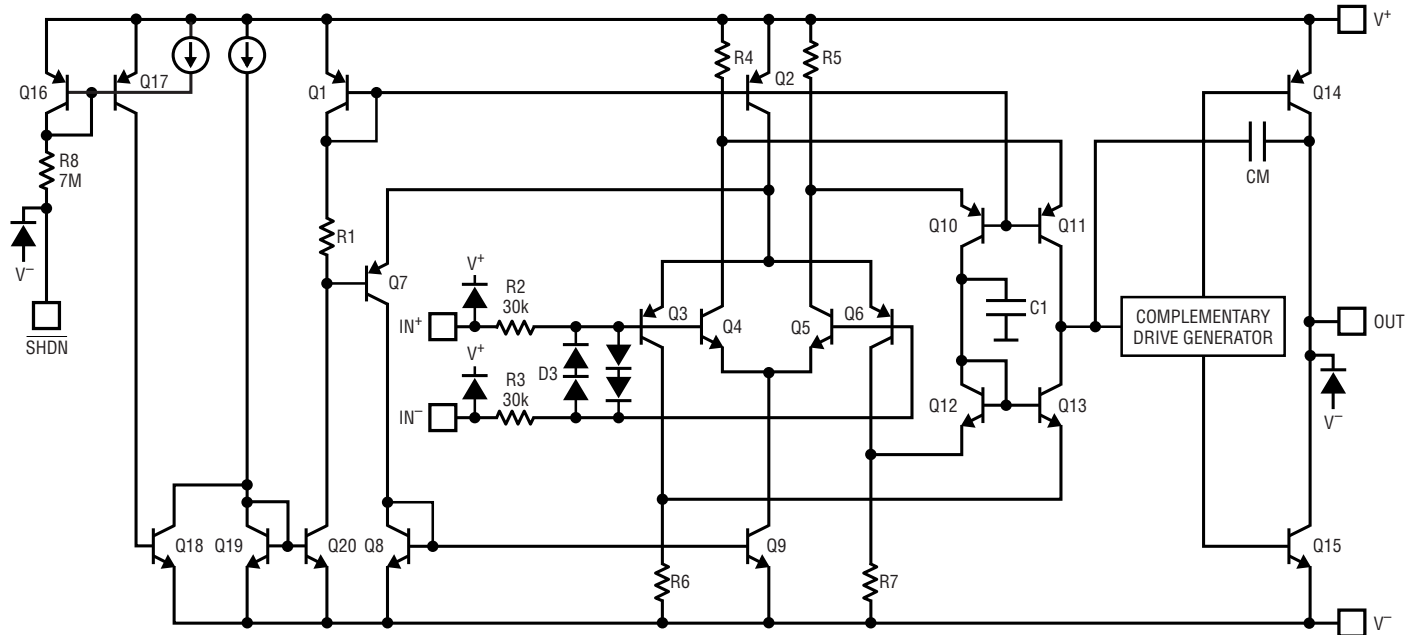 V+
R4
R5
Q16
Q17
Q1
Q2
Q14
R8
7M
CM
V−
R1
Q10
Q11
Q7
V+
R2
30k
C1
SHDN
IN+
Q3
Q4
Q5
Q6
COMPLEMENTARY
DRIVE GENERATOR
OUT
V+
R3
30k
D3
IN−
Q12
Q13
V−
Q18
Q19
Q20
Q8
Q9
Q15
R6
R7
V−